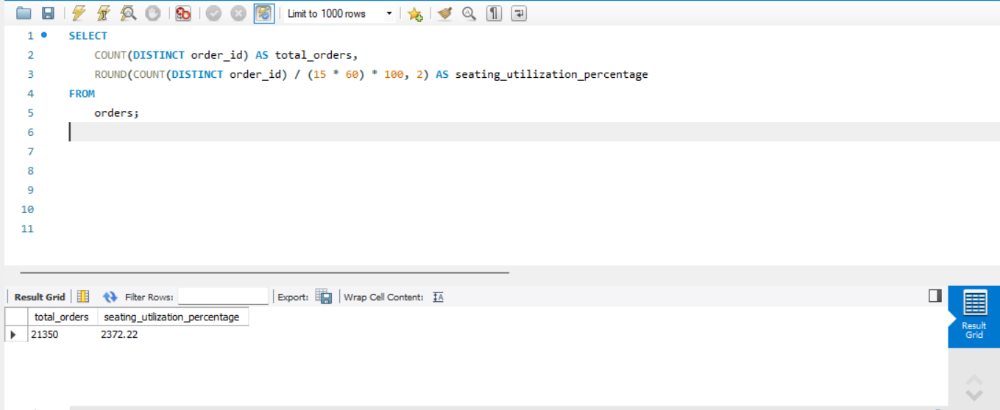 Limit to 1000 rows
1 SELECT
2 COUNT(DISTINCT order_id) AS total_orders,
3 ROUND(COUNT(DISTINCT order_id) / (15 * 60) * 100, 2) AS seating_utilization_percentage
4 FROM
5 orders;
6
7
8
9
10
11
Result Grid Filter Rows: Export: Wrap Cell Content: IA
total_orders seating_utilization_percentage
21350 2372.22
Result
Grid